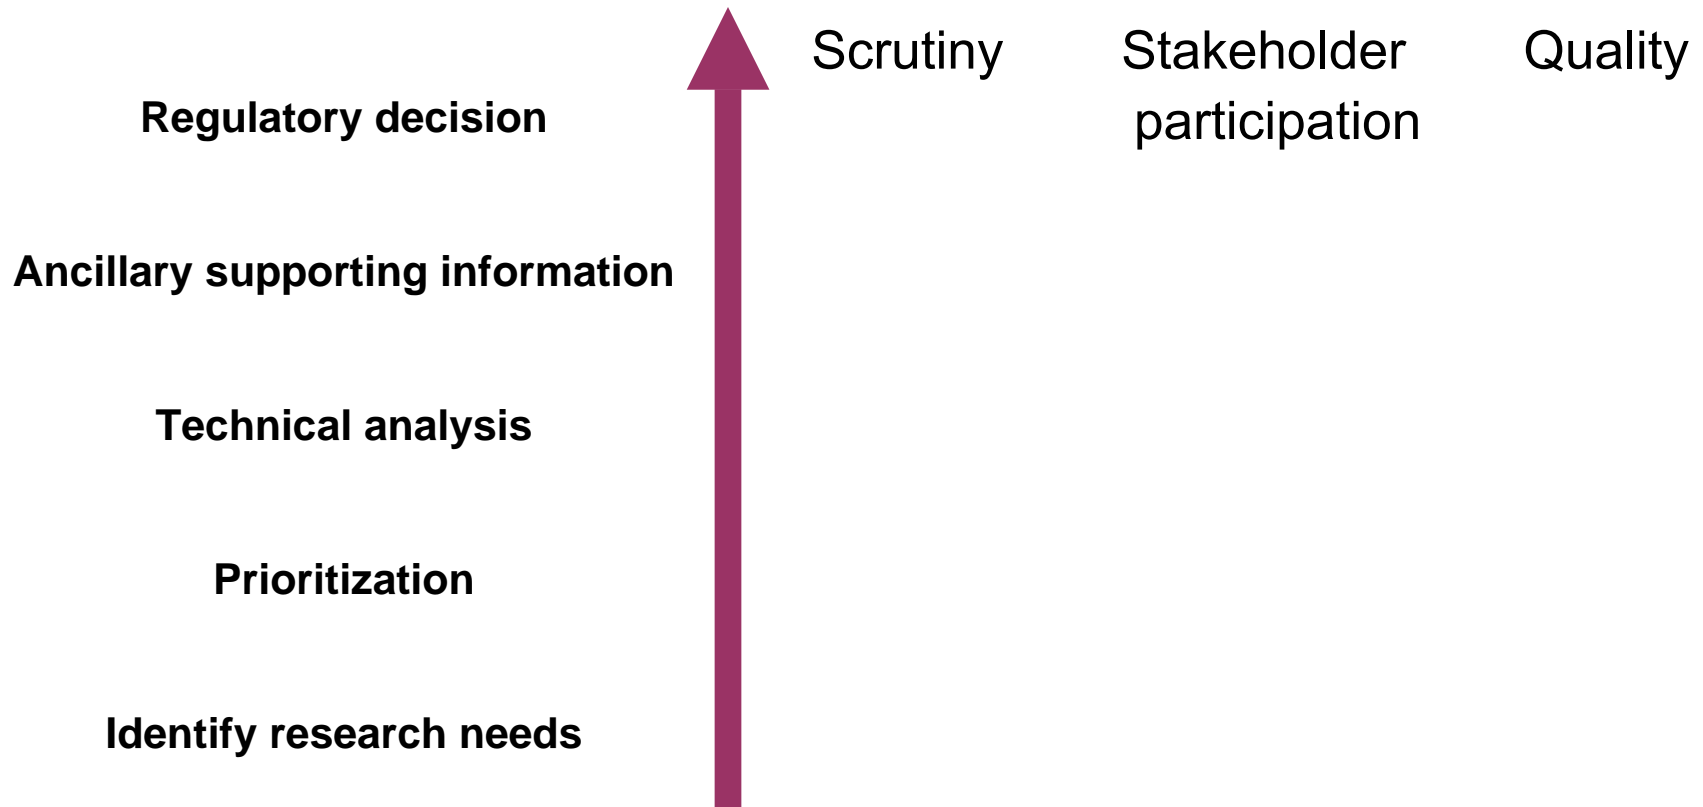 Scrutiny Stakeholder Quality
participation
Regulatory decision
Ancillary supporting information
Technical analysis
Prioritization
Identify research needs